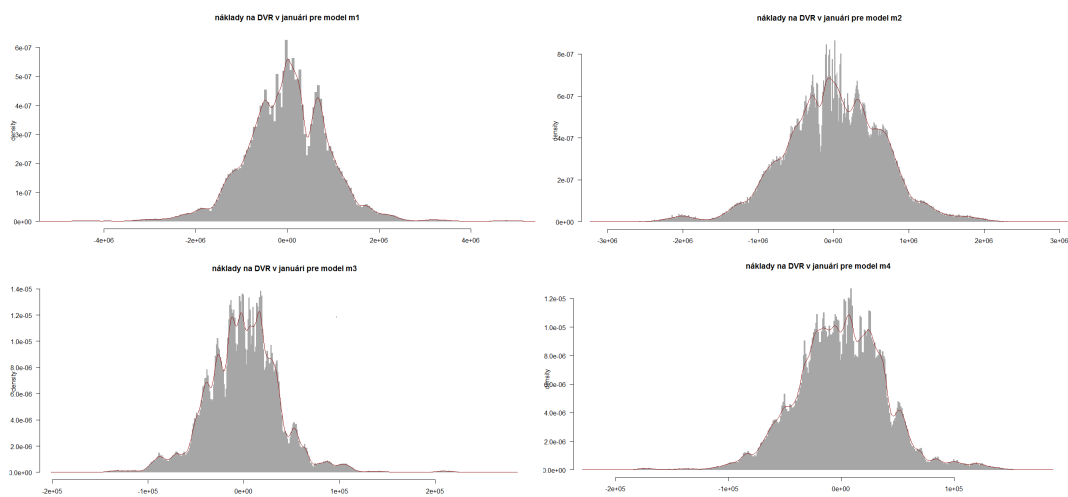 náklady na DVR v januári pre model m1
density
6e-07
5e-07
4e-07
3e-07
2e-07
1e-07
0e+00
-4e+06 -2e+06 0e+00 2e+06 4e+06
náklady na DVR v januári pre model m2
density
8e-07
6e-07
4e-07
2e-07
0e+00
-3e+06 -2e+06 -1e+06 0e+00 1e+06 2e+06 3e+06
náklady na DVR v januári pre model m3
density
1.4e-05
1.2e-05
1.0e-05
8.0e-06
6.0e-06
4.0e-06
2.0e-06
0.0e+00
-2e+05 -1e+05 0e+00 1e+05 2e+05
náklady na DVR v januári pre model m4
density
1.2e-05
1.0e-05
8.0e-06
6.0e-06
4.0e-06
2.0e-06
0.0e+00
-2e+05 -1e+05 0e+00 1e+05